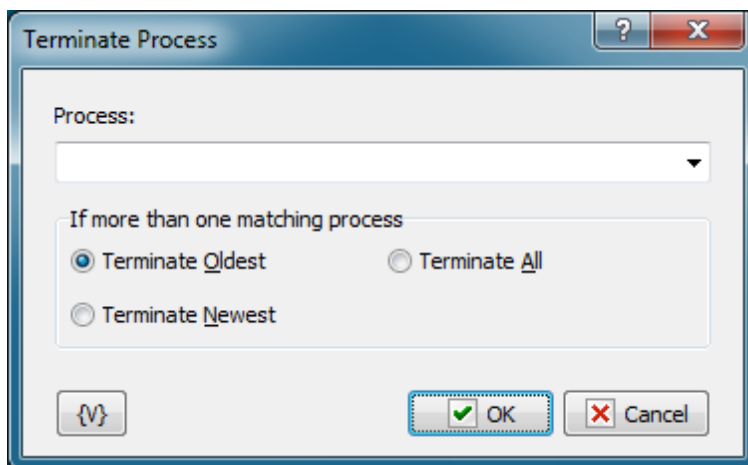 Terminate Process
?
Process:
If more than one matching process
Terminate Oldest
Terminate All
Terminate Newest
{V}
OK
Cancel